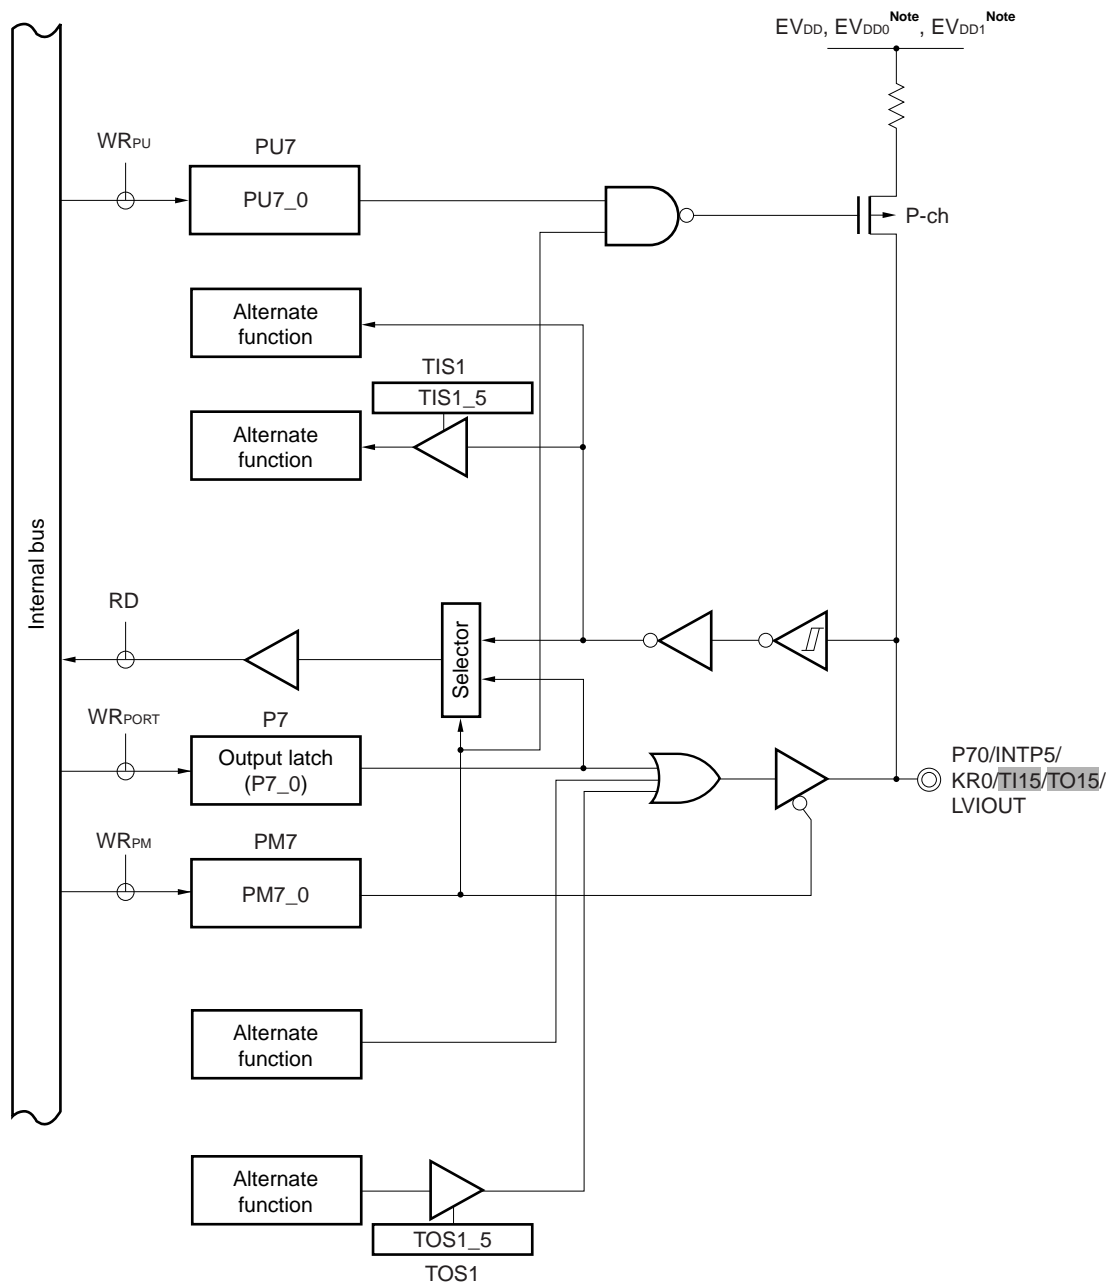 EVDD, EVDD0Note, EVDD1Note
WRPU
PU7
PU7_0
P-ch
Alternate
function
TIS1
TIS1_5
Alternate
function
Internal bus
RD
Selector
WRPORT
P7
Output latch
(P7_0)
P70/INTP5/
KR0/TI15/TO15/
LVIOUT
WRPM
PM7
PM7_0
Alternate
function
Alternate
function
TOS1_5
TOS1